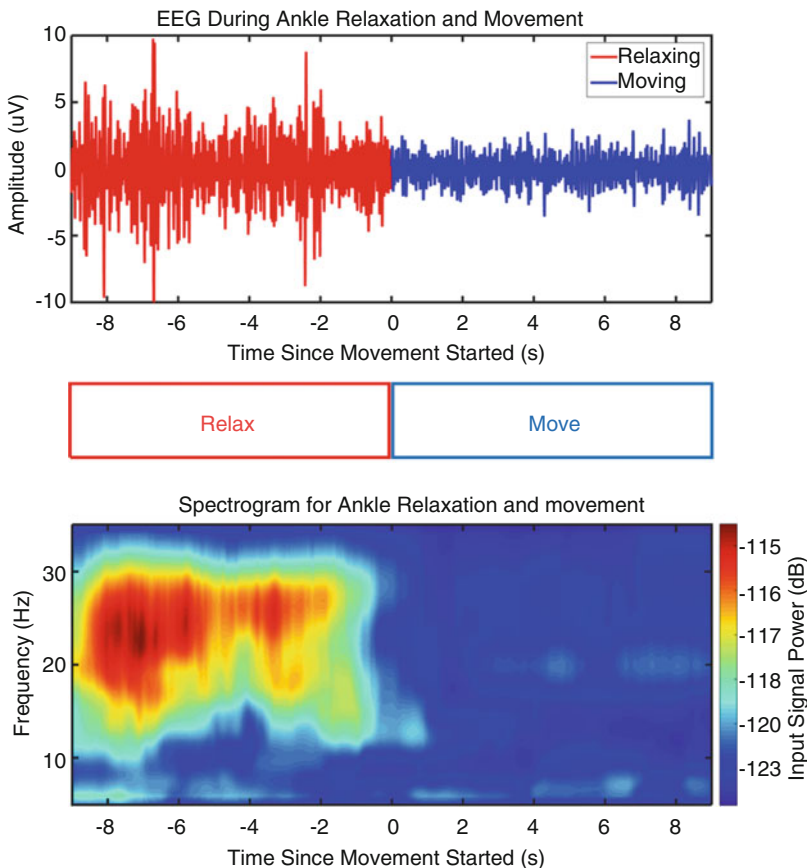 EEG During Ankle Relaxation and Movement
10
5
0
-5
-10
Amplitude (uV)
Relaxing
Moving
-8 -6 -4 -2 0 2 4 6 8
Time Since Movement Started (s)
Relax
Move
Spectrogram for Ankle Relaxation and movement
30
20
10
Frequency (Hz)
-8 -6 -4 -2 0 2 4 6 8
Time Since Movement Started (s)
-115
-116
-117
-118
-120
-123
Input Signal Power (dB)